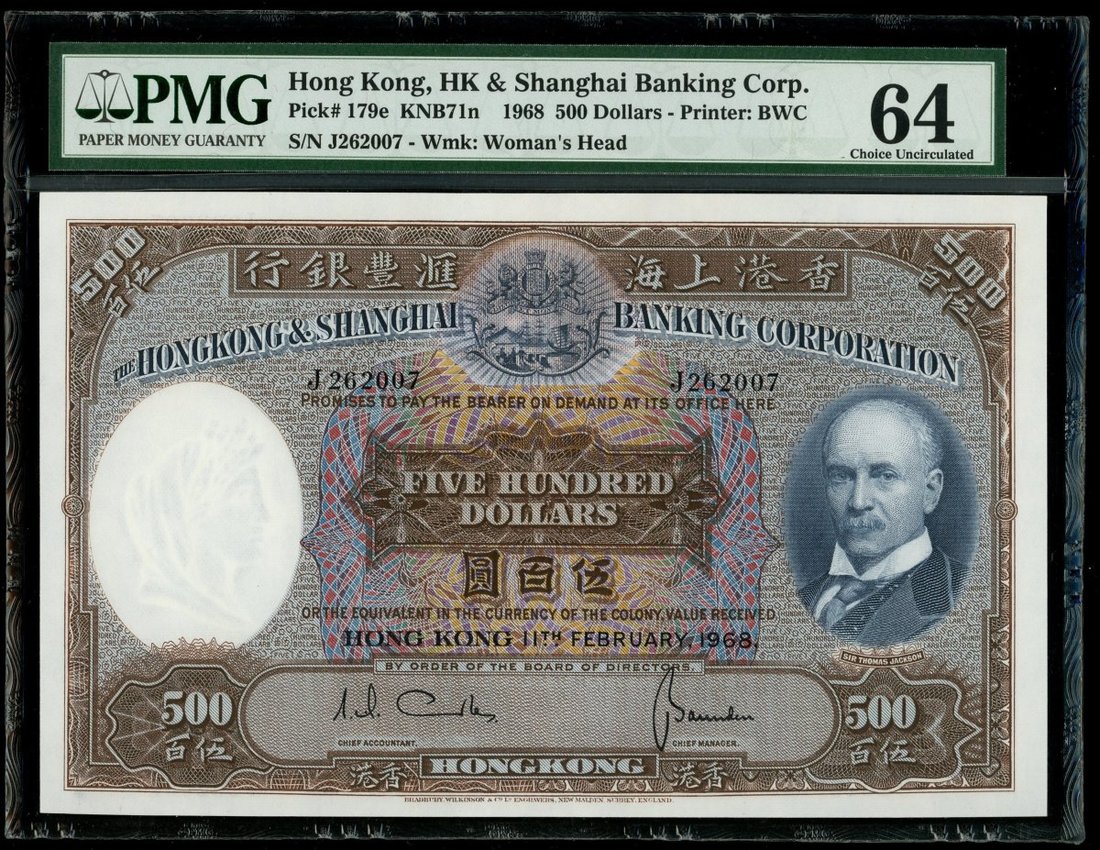 PMG
PAPER MONEY GUARANTY
Hong Kong, HK & Shanghai Banking Corp.
Pick# 179e KNB71n 1968 500 Dollars - Printer: BWC
S/N J262007 - Wmk: Woman's Head
64
Choice Uncirculated
500
百伍
行銀豐滙 海上港香
500
百伍
THE HONGKONG & SHANGHAI BANKING CORPORATION
J262007 J262007
PROMISES TO PAY THE BEARER ON DEMAND AT ITS OFFICE HERE
FIVE HUNDRED
DOLLARS
圓百伍
OR THE EQUIVALENT IN THE CURRENCY OF THE COLONY, VALUE RECEIVED
HONG KONG 11TH FEBRUARY, 1968.
SIR THOMAS JACKSON
BY ORDER OF THE BOARD OF DIRECTORS.
500 500
百伍 百伍
CHIEF ACCOUNTANT. CHIEF MANAGER.
港香 HONGKONG 港香
BRADBURY, WILKINSON & Co Ld ENGRAVERS, NEW MALDEN, SURREY, ENGLAND.